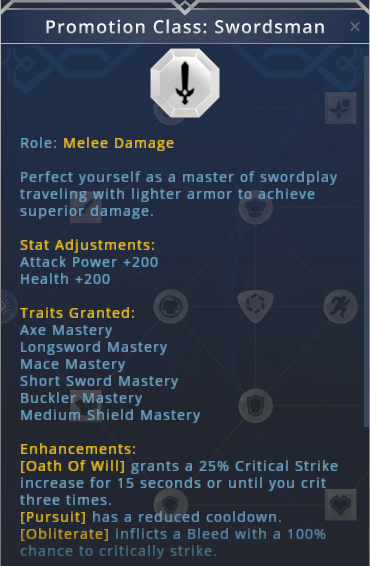 Promotion Class: Swordsman
Role: Melee Damage
Perfect yourself as a master of swordplay
traveling with lighter armor to achieve
superior damage.
Stat Adjustments:
Attack Power +200
Health +200
Traits Granted:
Axe Mastery
Longsword Mastery
Mace Mastery
Short Sword Mastery
Buckler Mastery
Medium Shield Mastery
Enhancements:
[Oath Of Will] grants a 25% Critical Strike
increase for 15 seconds or until you crit
three times.
[Pursuit] has a reduced cooldown.
[Obliterate] inflicts a Bleed with a 100%
chance to critically strike.